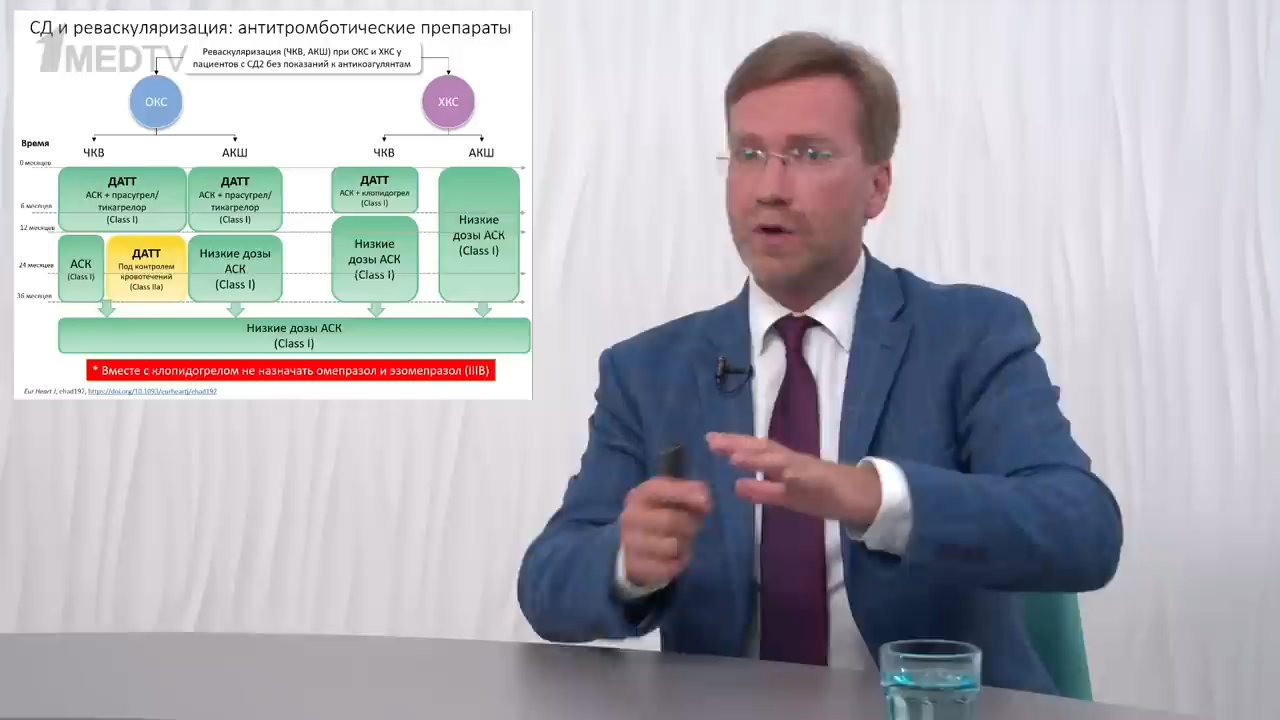 СД и реваскуляризация: антитромботические препараты
1MEDTV
Реваскуляризация (ЧКВ, АКШ) при ОКС и ХКС у
пациентов с СД2 без показаний к антикоагулянтам
ОКС
ХКС
Время
ЧКВ
АКШ
ЧКВ
АКШ
0 месяцев
ДАТТ
АСК + прасугрел/
тикагрелор
(Class I)
ДАТТ
АСК + прасугрел/
тикагрелор
(Class I)
ДАТТ
АСК + клопидогрел
(Class I)
Низкие
дозы АСК
(Class I)
6 месяцев
12 месяцев
АСК
(Class I)
ДАТТ
Под контролем
кровотечений
(Class IIa)
Низкие дозы
АСК
(Class I)
Низкие
дозы АСК
(Class I)
24 месяцев
36 месяцев
Низкие дозы АСК
(Class I)
* Вместе с клопидогрелом не назначать омепразол и эзомепразол (IIIB)
Eur Heart J, ehad192, https://doi.org/10.1093/eurheartj/ehad192